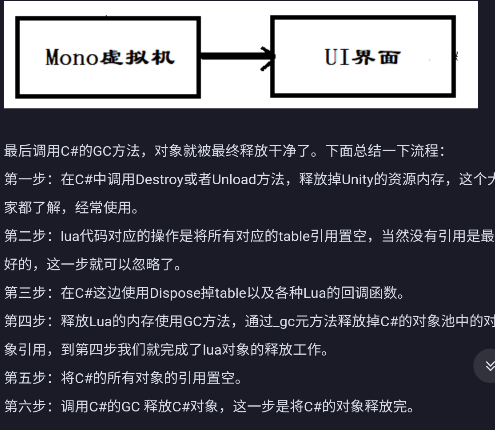 Mono虚拟机
UI界面
最后调用C#的GC方法，对象就被最终释放干净了。下面总结一下流程：
第一步：在C#中调用Destroy或者Unload方法，释放掉Unity的资源内存，这个大
家都了解，经常使用。
第二步：lua代码对应的操作是将所有对应的table引用置空，当然没有引用是最
好的，这一步就可以忽略了。
第三步：在C#这边使用Dispose掉table以及各种Lua的回调函数。
第四步：释放Lua的内存使用GC方法，通过_gc元方法释放掉C#的对象池中的对
象引用，到第四步我们就完成了lua对象的释放工作。
第五步：将C#的所有对象的引用置空。
第六步：调用C#的GC 释放C#对象，这一步是将C#的对象释放完。